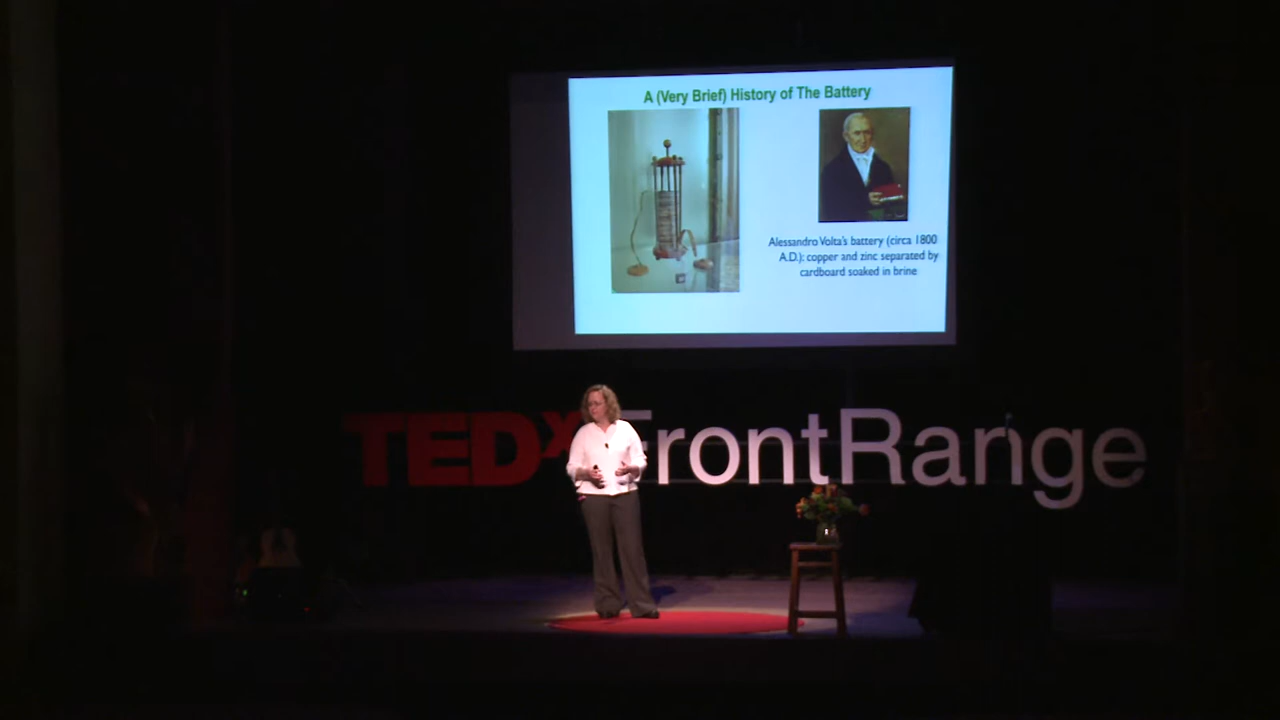 A (Very Brief) History of The Battery
Alessandro Volta's battery (circa 1800
A.D.): copper and zinc separated by
cardboard soaked in brine
TEDxFrontRange